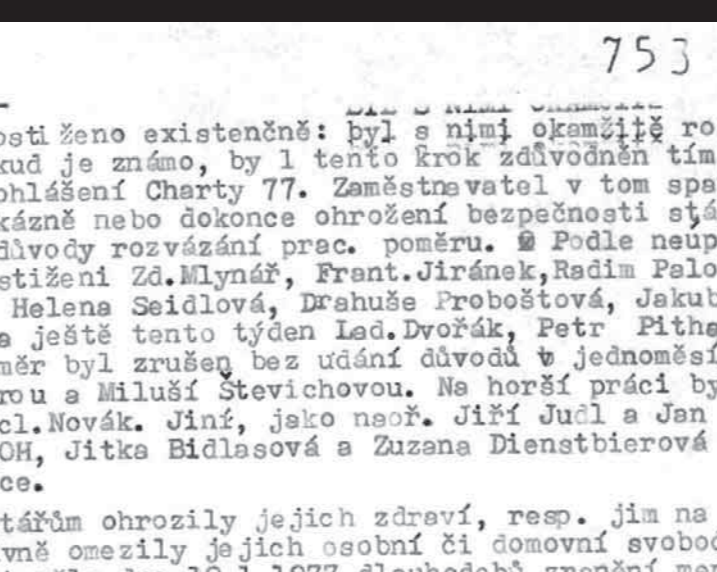 753
osti ženo existenčně: byl s nimi okamžitě ro
kud je známo, by l tento krok zdůvodněn tím
ohlášení Charty 77. Zaměstnavatel v tom spa
kázně nebo dokonce ohrožení bezpečnosti stá
důvody rozvázání prac. poměru. Podle neup
stiženi Zd.Mlynář, Frant.Jiránek,Radim Palo
Helena Seidlová, Drahuše Proboštová, Jakub
a ještě tento týden Lad.Dvořák, Petr Pitha
měr byl zrušen bez udání důvodů v jednoměsí
rou a Miluší Števichovou. Na horší práci by
cl.Novák. Jiní, jako naoř. Jiří Judl a Jan
OH, Jitka Bidlasová a Zuzana Dienstbierová
ce.
tářům ohrozily jejich zdraví, resp. jim na
vně omezily jejich osobní či domovní svobod
1977 dlouhodobě